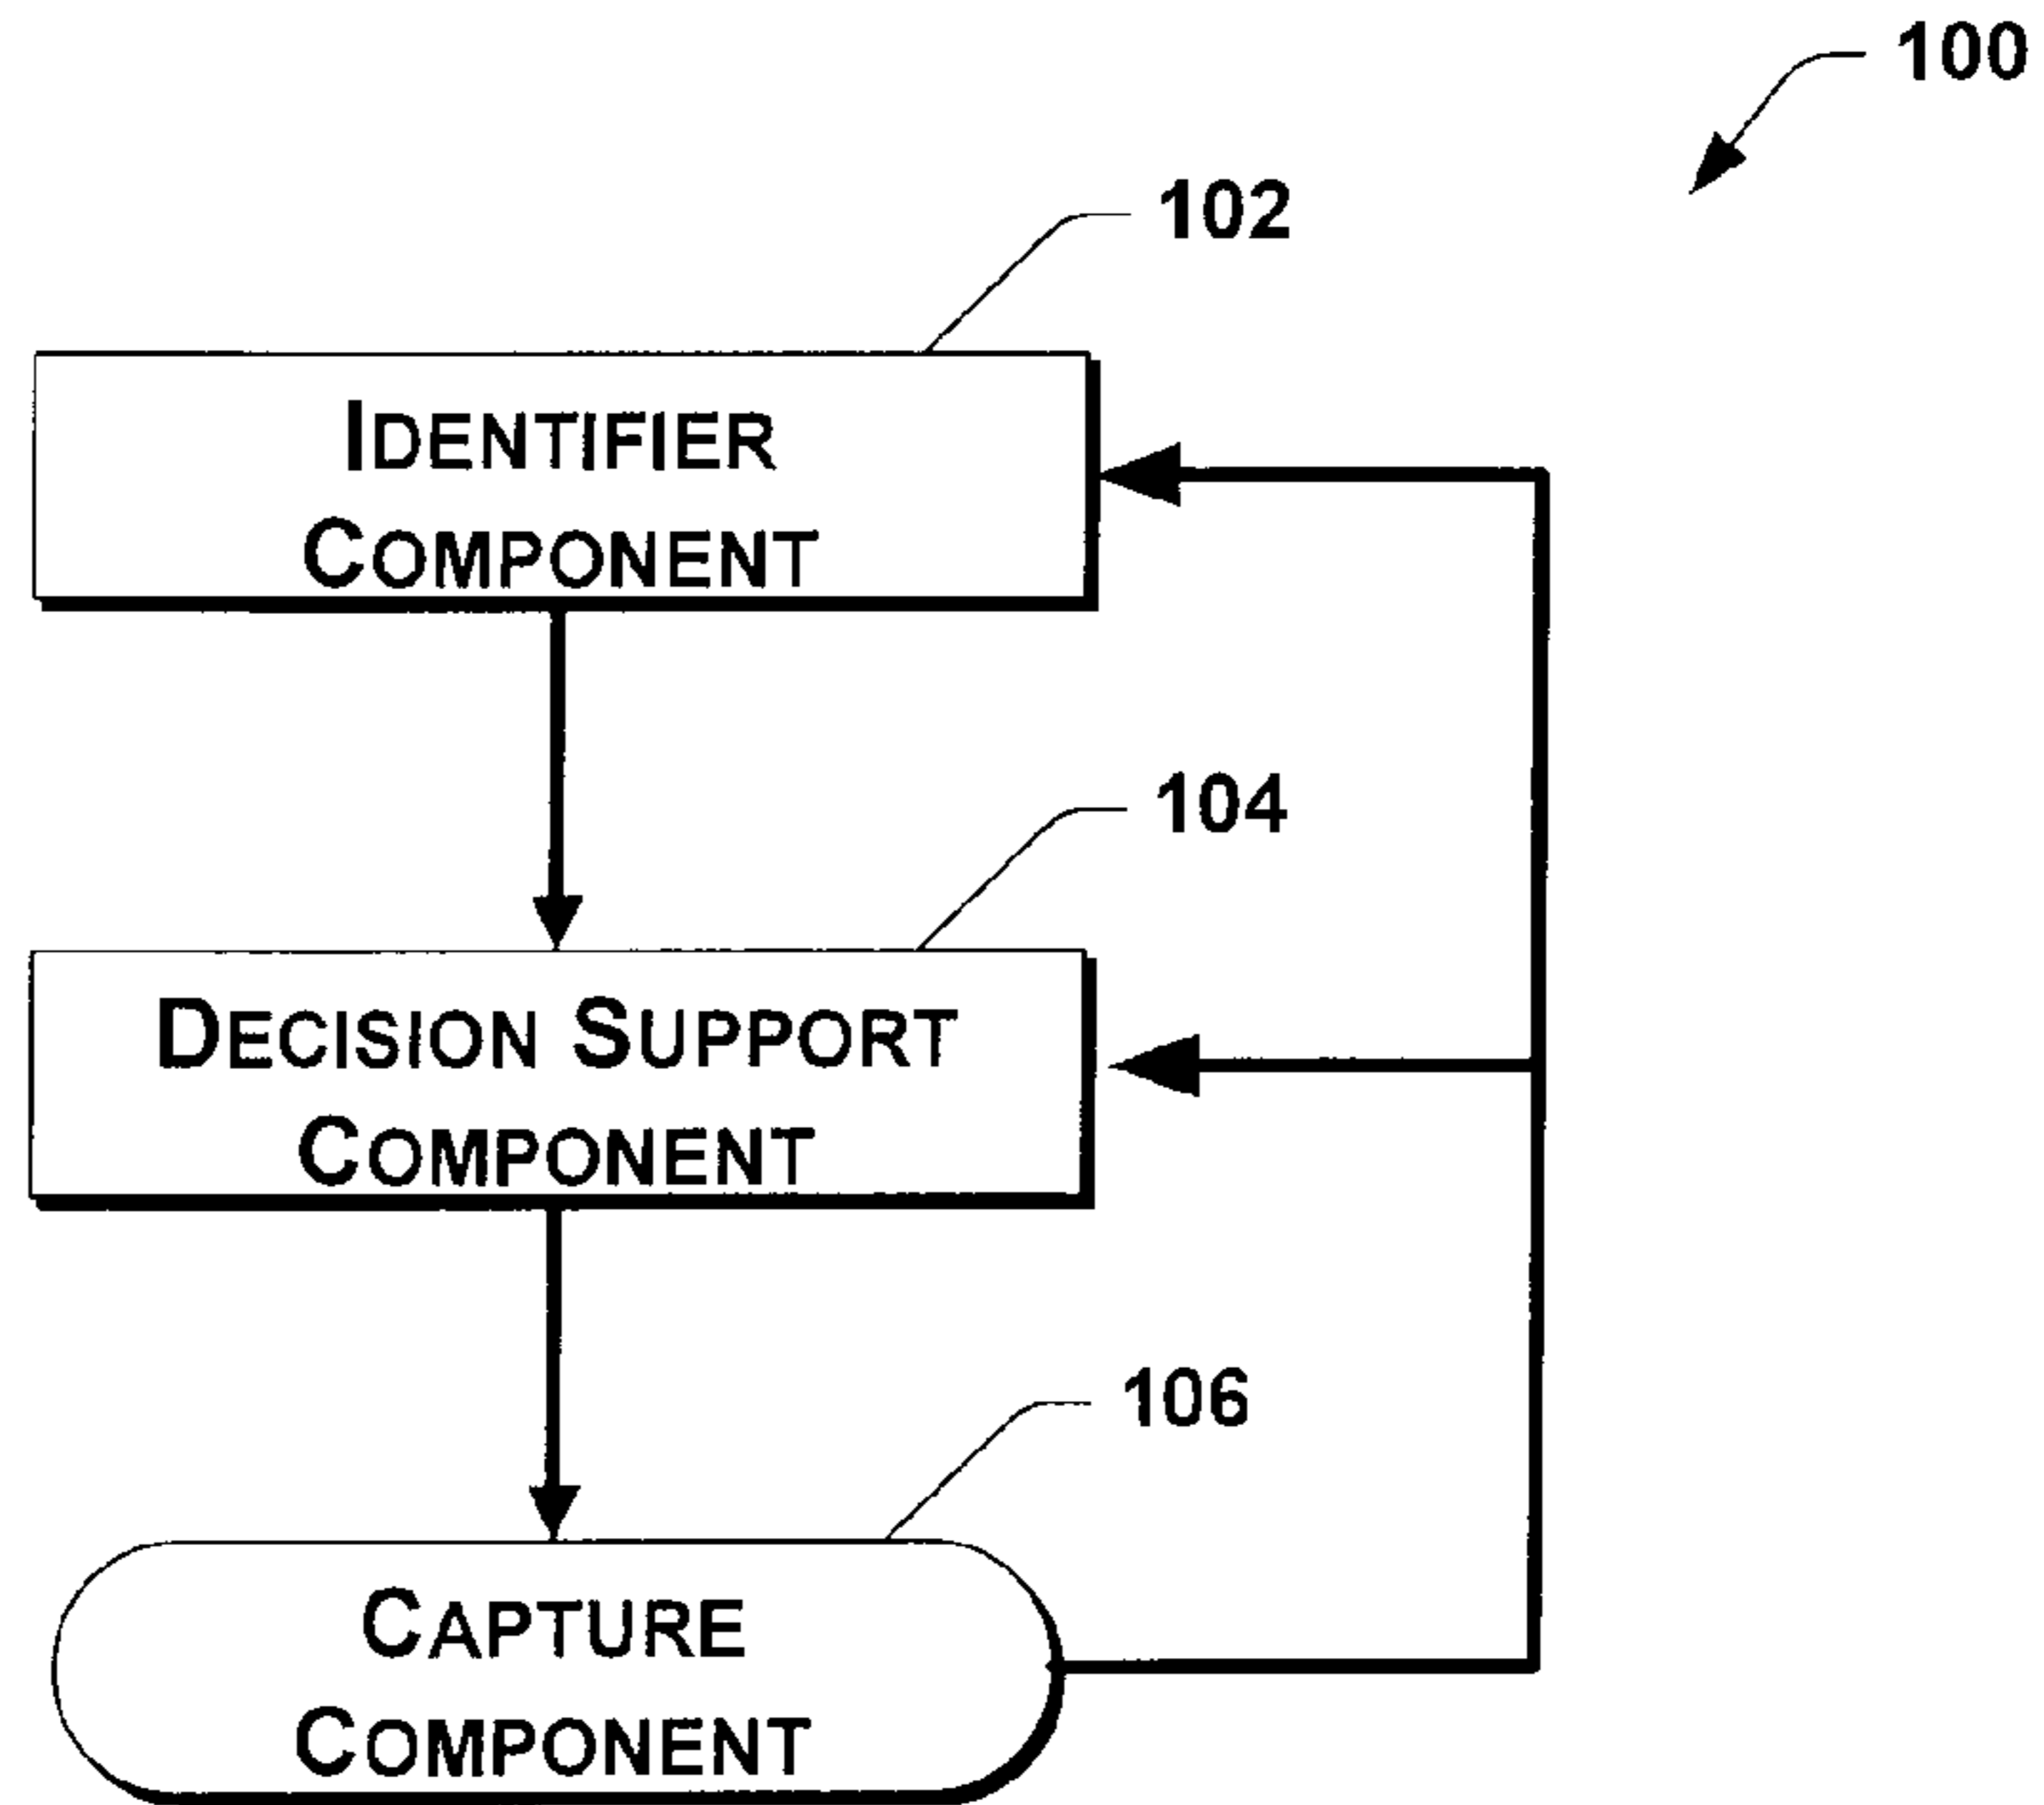 100
102
IDENTIFIER
COMPONENT
104
DECISION SUPPORT
COMPONENT
106
CAPTURE
COMPONENT